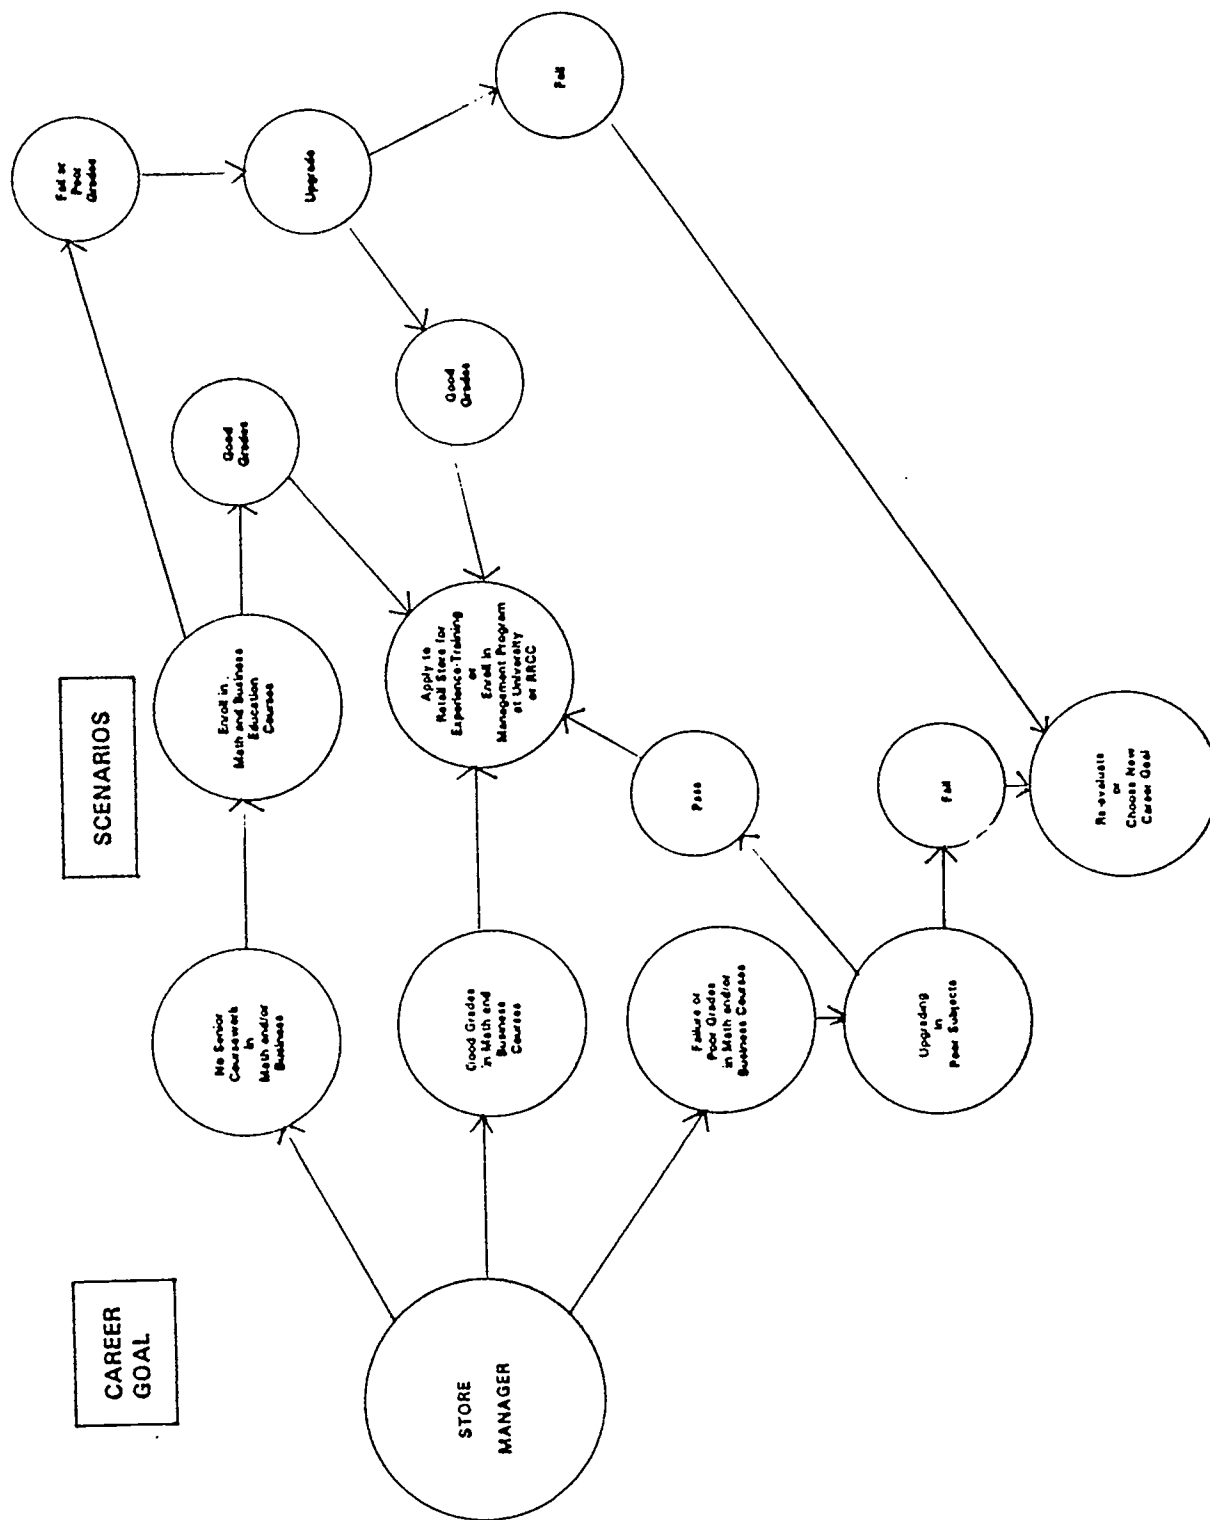 CAREER
GOAL
SCENARIOS
STORE
MANAGER
No Senior
Coursework
in
Math and/or
Business
Enroll in
Math and Business
Education
Courses
Good
Grades
Fail or
Poor
Grades
Upgrade
Good
Grades
Fail
Good Grades
in Math and
Business
Courses
Apply to
Retail Store for
Experience-Training
or
Enroll in
Management Program
at University
or RRCC
Failure or
Poor Grades
in Math and/or
Business Courses
Pass
Upgrading
in
Poor Subjects
Fail
Re-evaluate
or
Choose New
Career Goal